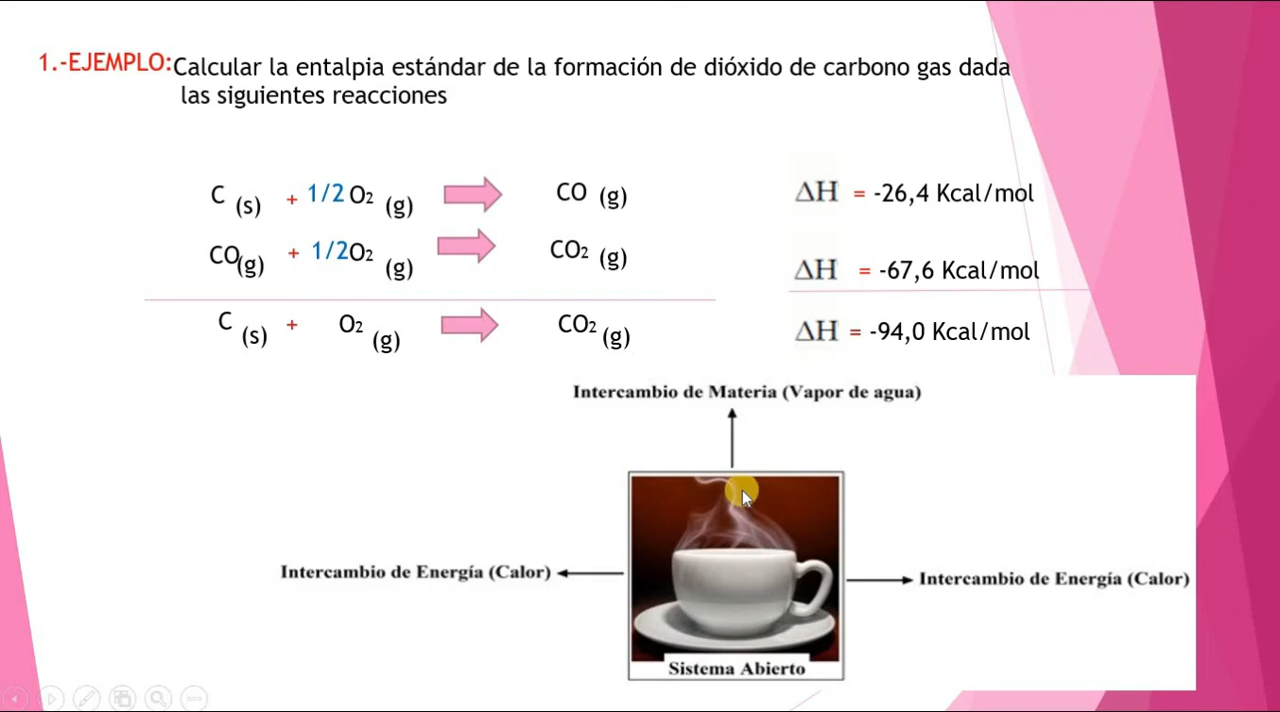 1.-EJEMPLO: Calcular la entalpia estándar de la formación de dióxido de carbono gas dada
las siguientes reacciones
C (s) + 1/2 O2 (g) CO (g) ΔH = -26,4 Kcal/mol
CO(g) + 1/2O2 (g) CO2 (g) ΔH = -67,6 Kcal/mol
C (s) + O2 (g) CO2 (g) ΔH = -94,0 Kcal/mol
Intercambio de Materia (Vapor de agua)
Intercambio de Energía (Calor)
Intercambio de Energía (Calor)
Sistema Abierto